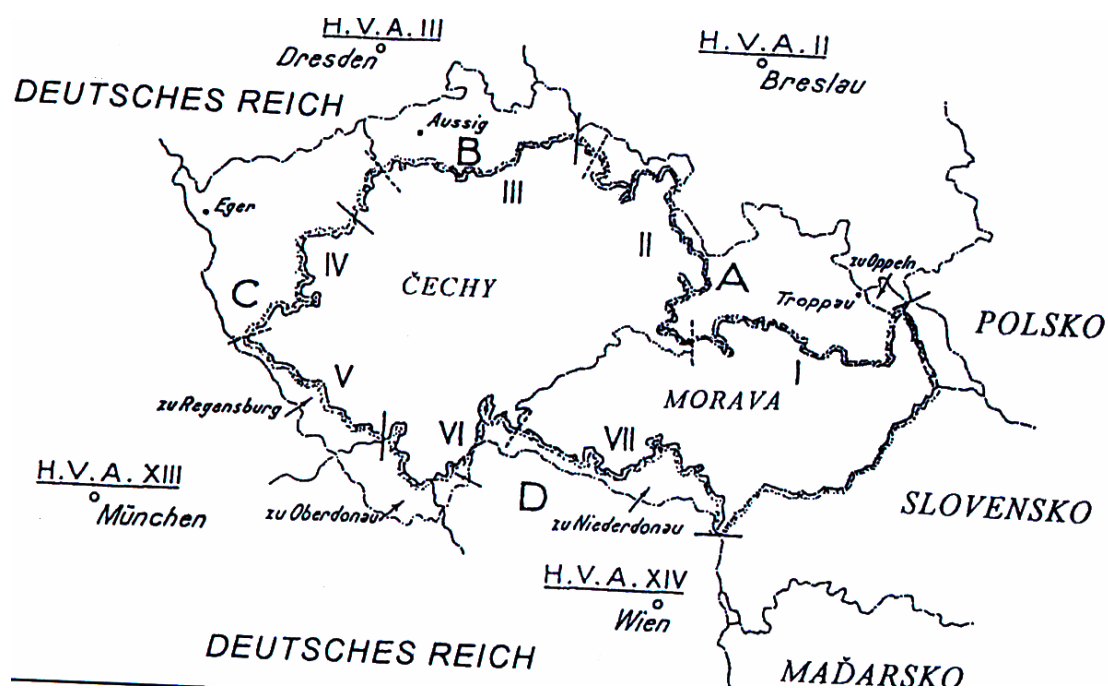 H.V.A. III
Dresden
H.V.A. II
Breslau
DEUTSCHES REICH
Aussig
B
III
Eger
II
IV
ČECHY
A
zu Oppeln
C
Troppau
POLSKO
I
V
MORAVA
zu Regensburg
VI
VII
H.V.A. XIII
München
D
SLOVENSKO
zu Oberdonau
zu Niederdonau
H.V.A. XIV
Wien
DEUTSCHES REICH
MAĎARSKO